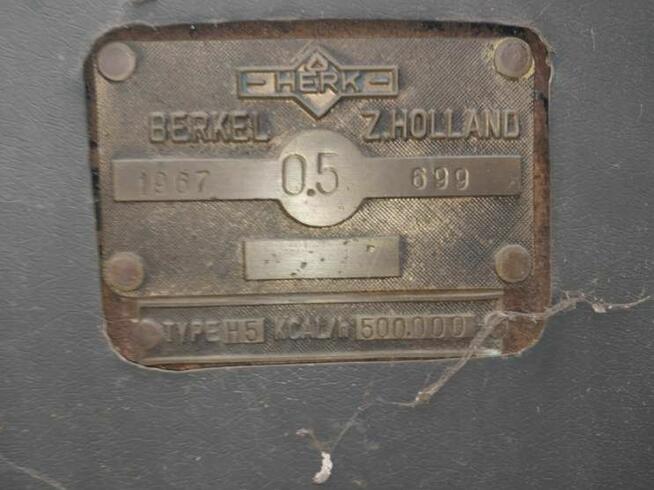 HERK
BERKEL Z.HOLLAND
1967 0.5 699
TYPE H5 KCAL/h 500.000